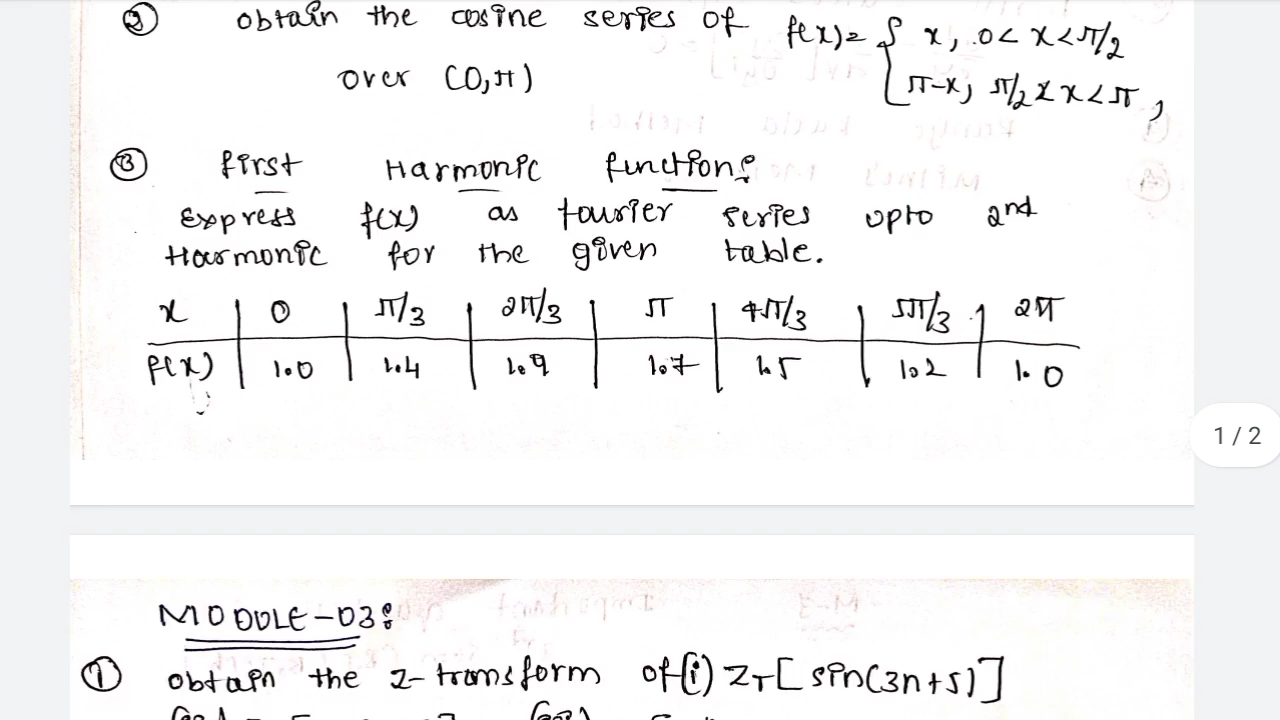 ② obtain the cosine series of f(x)= { x, 0< x<π/2
over (0,π) π-x, π/2 < x<π,
③ first Harmonic functions
Express f(x) as fourier series upto 2nd
Harmonic for the given table.
x | 0 | π/3 | 2π/3 | π | 4π/3 | 5π/3 | 2π
f(x) | 1.0 | 1.4 | 1.9 | 1.7 | 1.5 | 1.2 | 1.0
1 / 2
MODULE-03:
① obtain the z-transform of (i) ZT[sin(3n+5)]